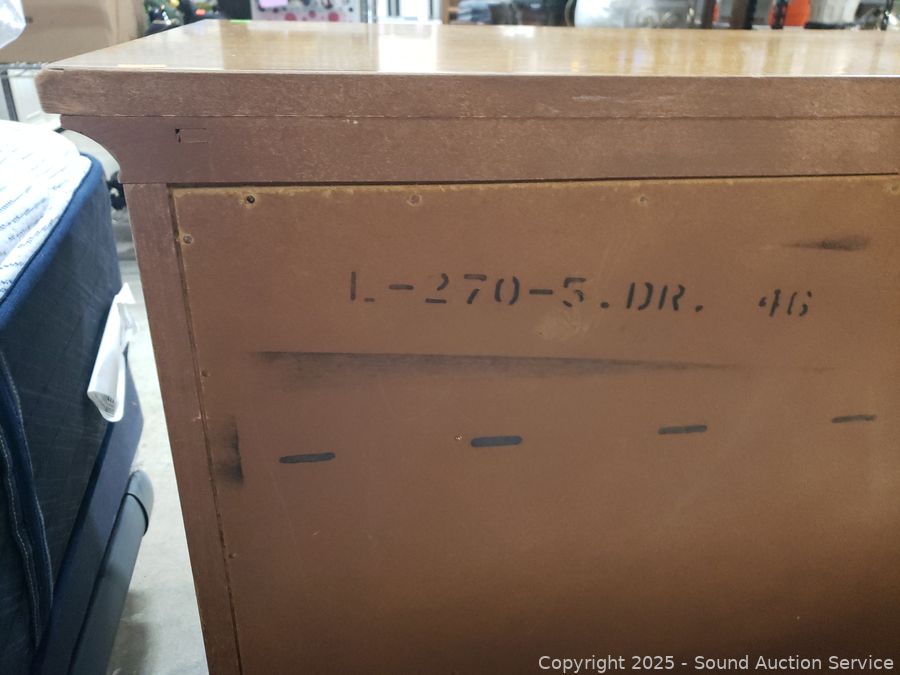 L-270-5.DR. 46
Copyright © 2025 - Sound Auction Service